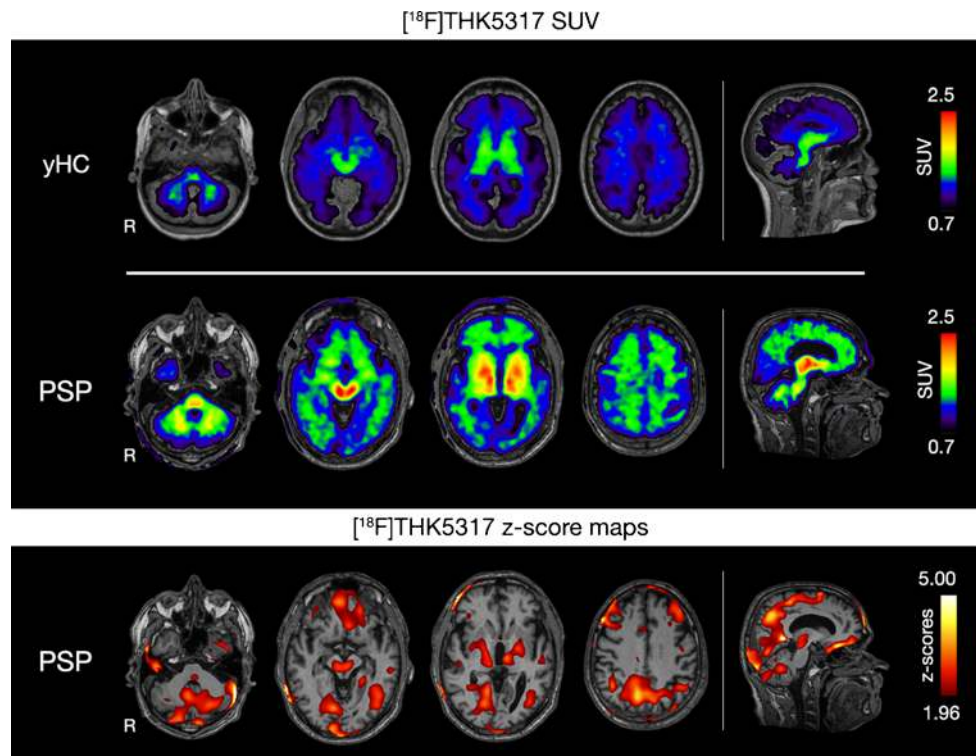 [¹⁸F]THK5317 SUV
yHC
R
2.5
SUV
0.7
PSP
R
2.5
SUV
0.7
[¹⁸F]THK5317 z-score maps
PSP
R
5.00
z-scores
1.96